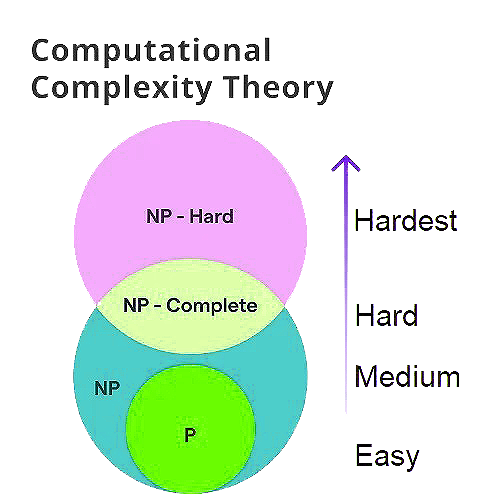 Computational
Complexity Theory
NP - Hard
Hardest
NP - Complete
Hard
Medium
NP
P
Easy